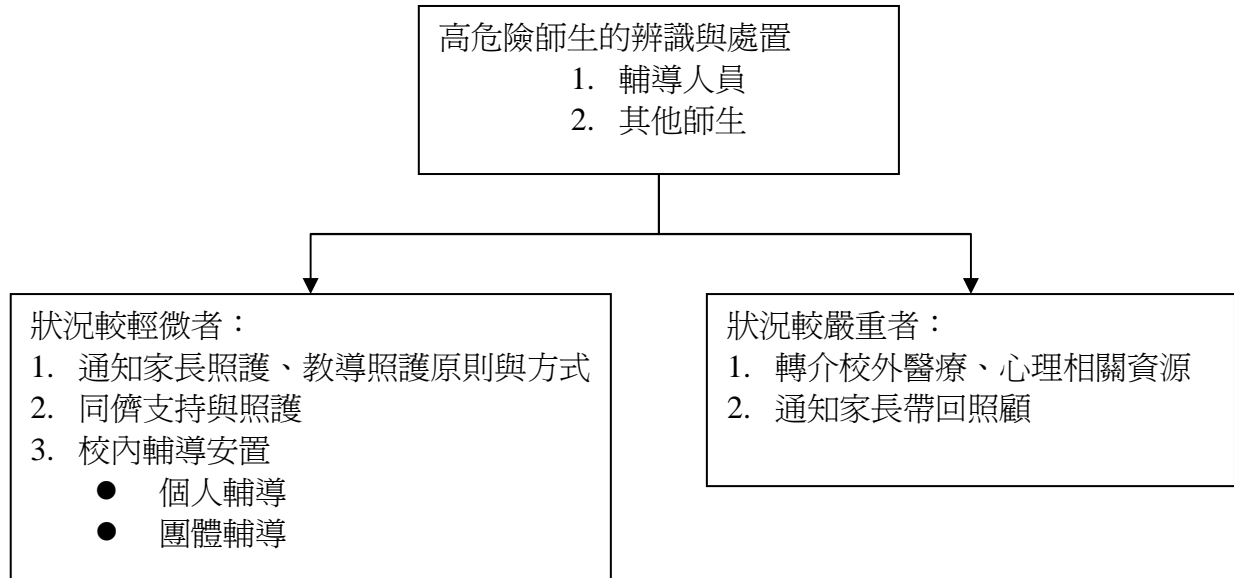 高危險師生的辨識與處置
1. 輔導人員
2. 其他師生
狀況較輕微者：
1. 通知家長照護、教導照護原則與方式
2. 同儕支持與照護
3. 校內輔導安置
● 個人輔導
● 團體輔導
狀況較嚴重者：
1. 轉介校外醫療、心理相關資源
2. 通知家長帶回照顧